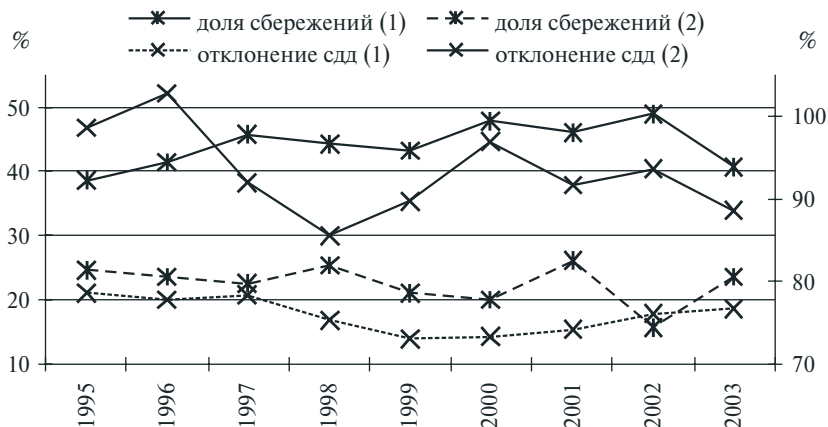 доля сбережений (1) доля сбережений (2)
% отклонение сдд (1) отклонение сдд (2) %
50 100
40
90
30
80
20
10 70
1995 1996 1997 1998 1999 2000 2001 2002 2003